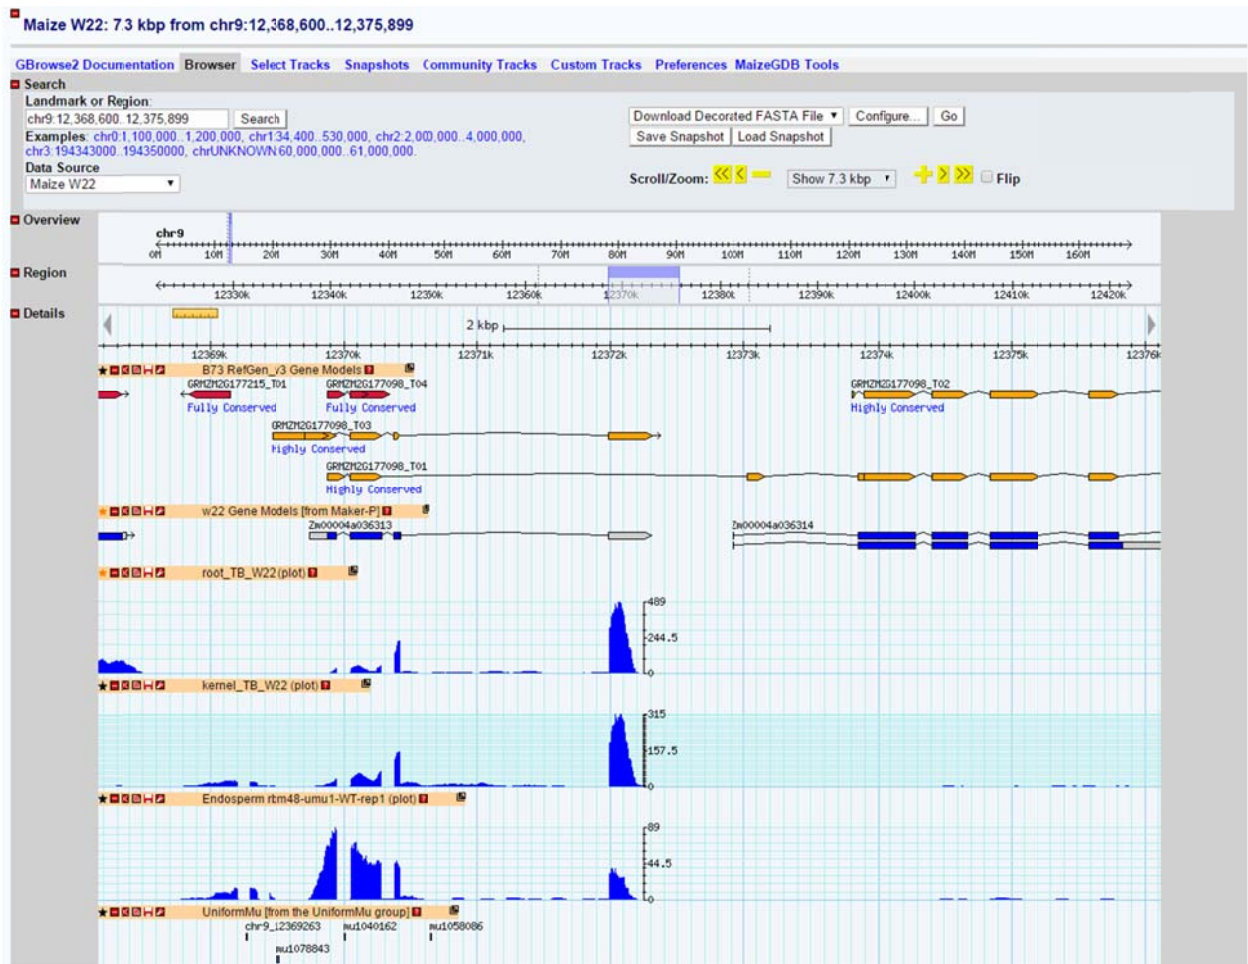 Maize W22: 7.3 kbp from chr9:12,368,600..12,375,899
GBrowse2 Documentation Browser Select Tracks Snapshots Community Tracks Custom Tracks Preferences MaizeGDB Tools
Search
Landmark or Region:
chr9:12,368,600..12,375,899 Search
Download Decorated FASTA File Configure... Go
Examples: chr0:1,100,000..1,200,000, chr1:34,400..530,000, chr2:2,000,000..4,000,000,
Save Snapshot Load Snapshot
chr3:194343000..194350000, chrUNKNOWN:60,000,000..61,000,000.
Data Source
Maize W22
Scroll/Zoom: Show 7.3 kbp Flip
Overview
chr9
0M 10M 20M 30M 40M 50M 60M 70M 80M 90M 100M 110M 120M 130M 140M 150M 160M
Region
12330k 12340k 12350k 12360k 12370k 12380k 12390k 12400k 12410k 12420k
Details
2 kbp
12369k 12370k 12371k 12372k 12373k 12374k 12375k 12376k
B73 RefGen_v3 Gene Models
GRMZM2G177215_T01 GRMZM2G177098_T04 GRMZM2G177098_T02
Fully Conserved Fully Conserved Highly Conserved
GRMZM2G177098_T03
Highly Conserved
GRMZM2G177098_T01
Highly Conserved
w22 Gene Models [from Maker-P]
Zm00004a036313 Zm00004a036314
root_TB_W22 (plot)
489
244.5
0
kernel_TB_W22 (plot)
315
157.5
0
Endosperm rbm48-umu1-WT-rep1 (plot)
89
44.5
0
UniformMu [from the UniformMu group]
chr9_12369263 mu1040162 mu1058086
mu1078843